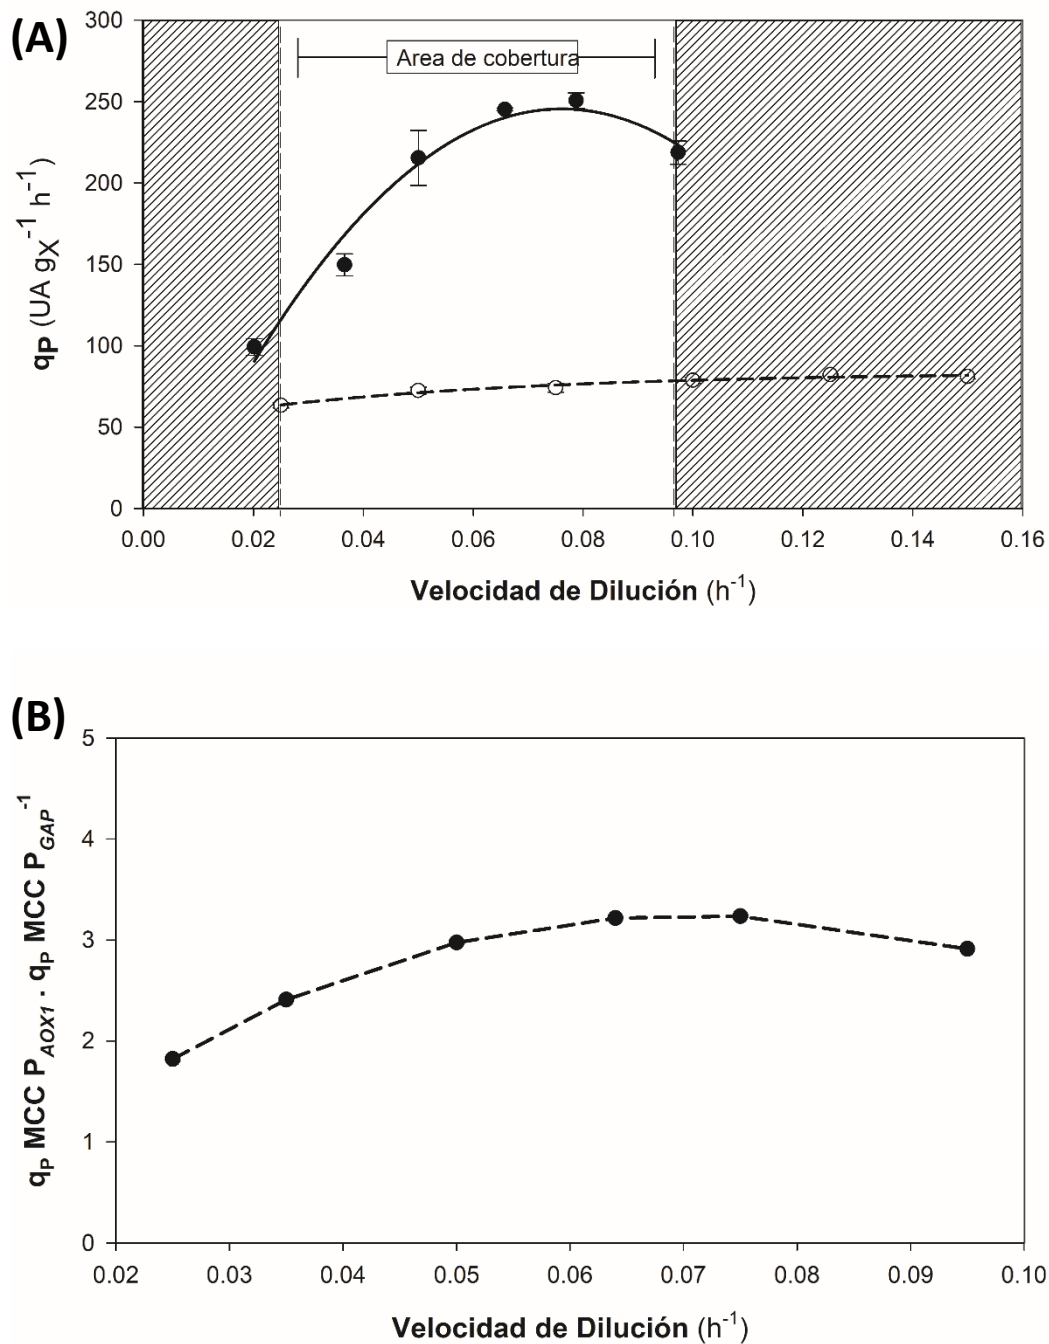 (A)
300
250
200
150
100
50
0
Area de cobertura
qP (UA gX-1 h-1)
0.00 0.02 0.04 0.06 0.08 0.10 0.12 0.14 0.16
Velocidad de Dilución (h-1)
(B)
5
4
3
2
1
0
qP MCC PAOX1 · qP MCC PGAP-1
0.02 0.03 0.04 0.05 0.06 0.07 0.08 0.09 0.10
Velocidad de Dilución (h-1)